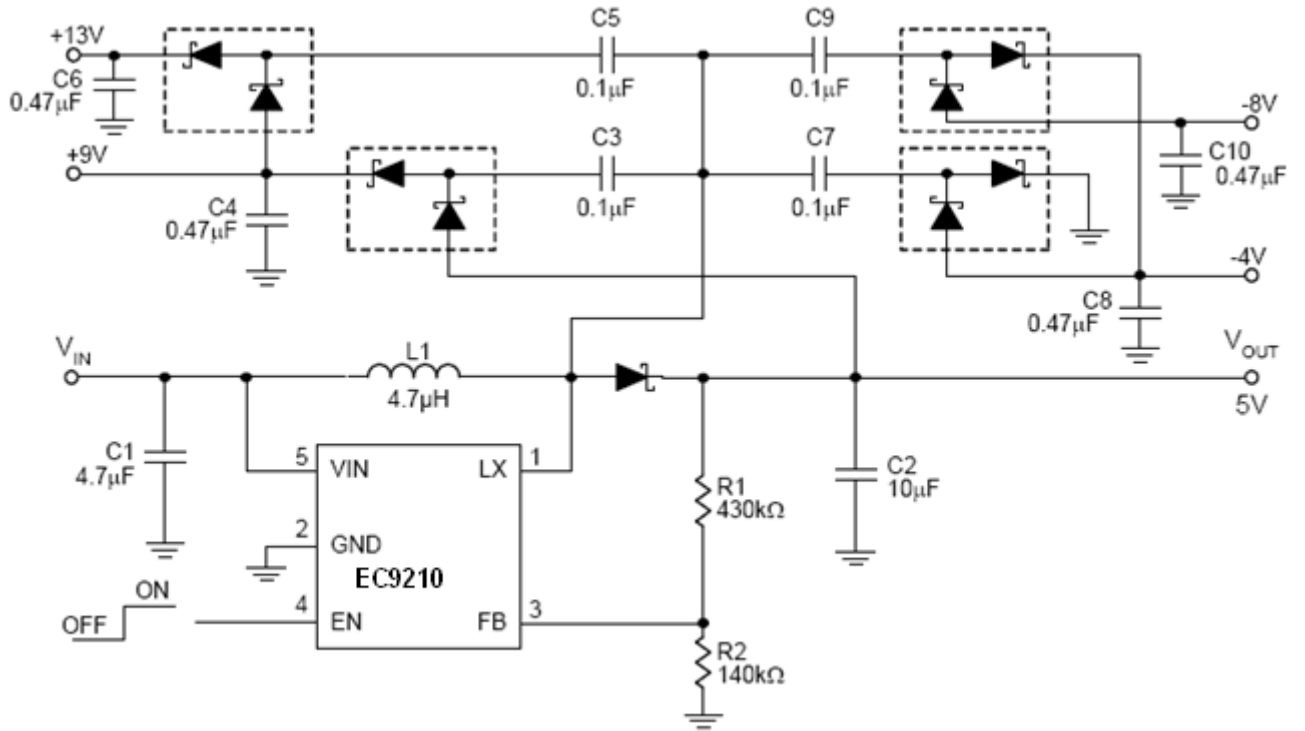 C5
C9
+13V
C6
0.47µF
0.1µF
0.1µF
-8V
C3
C7
+9V
C10
0.47µF
C4
0.47µF
0.1µF
0.1µF
-4V
C8
0.47µF
VIN
L1
VOUT
4.7µH
5V
C1
4.7µF
5
VIN
LX
1
C2
10µF
R1
430kΩ
2
GND
EC9210
ON
OFF
4
EN
FB
3
R2
140kΩ